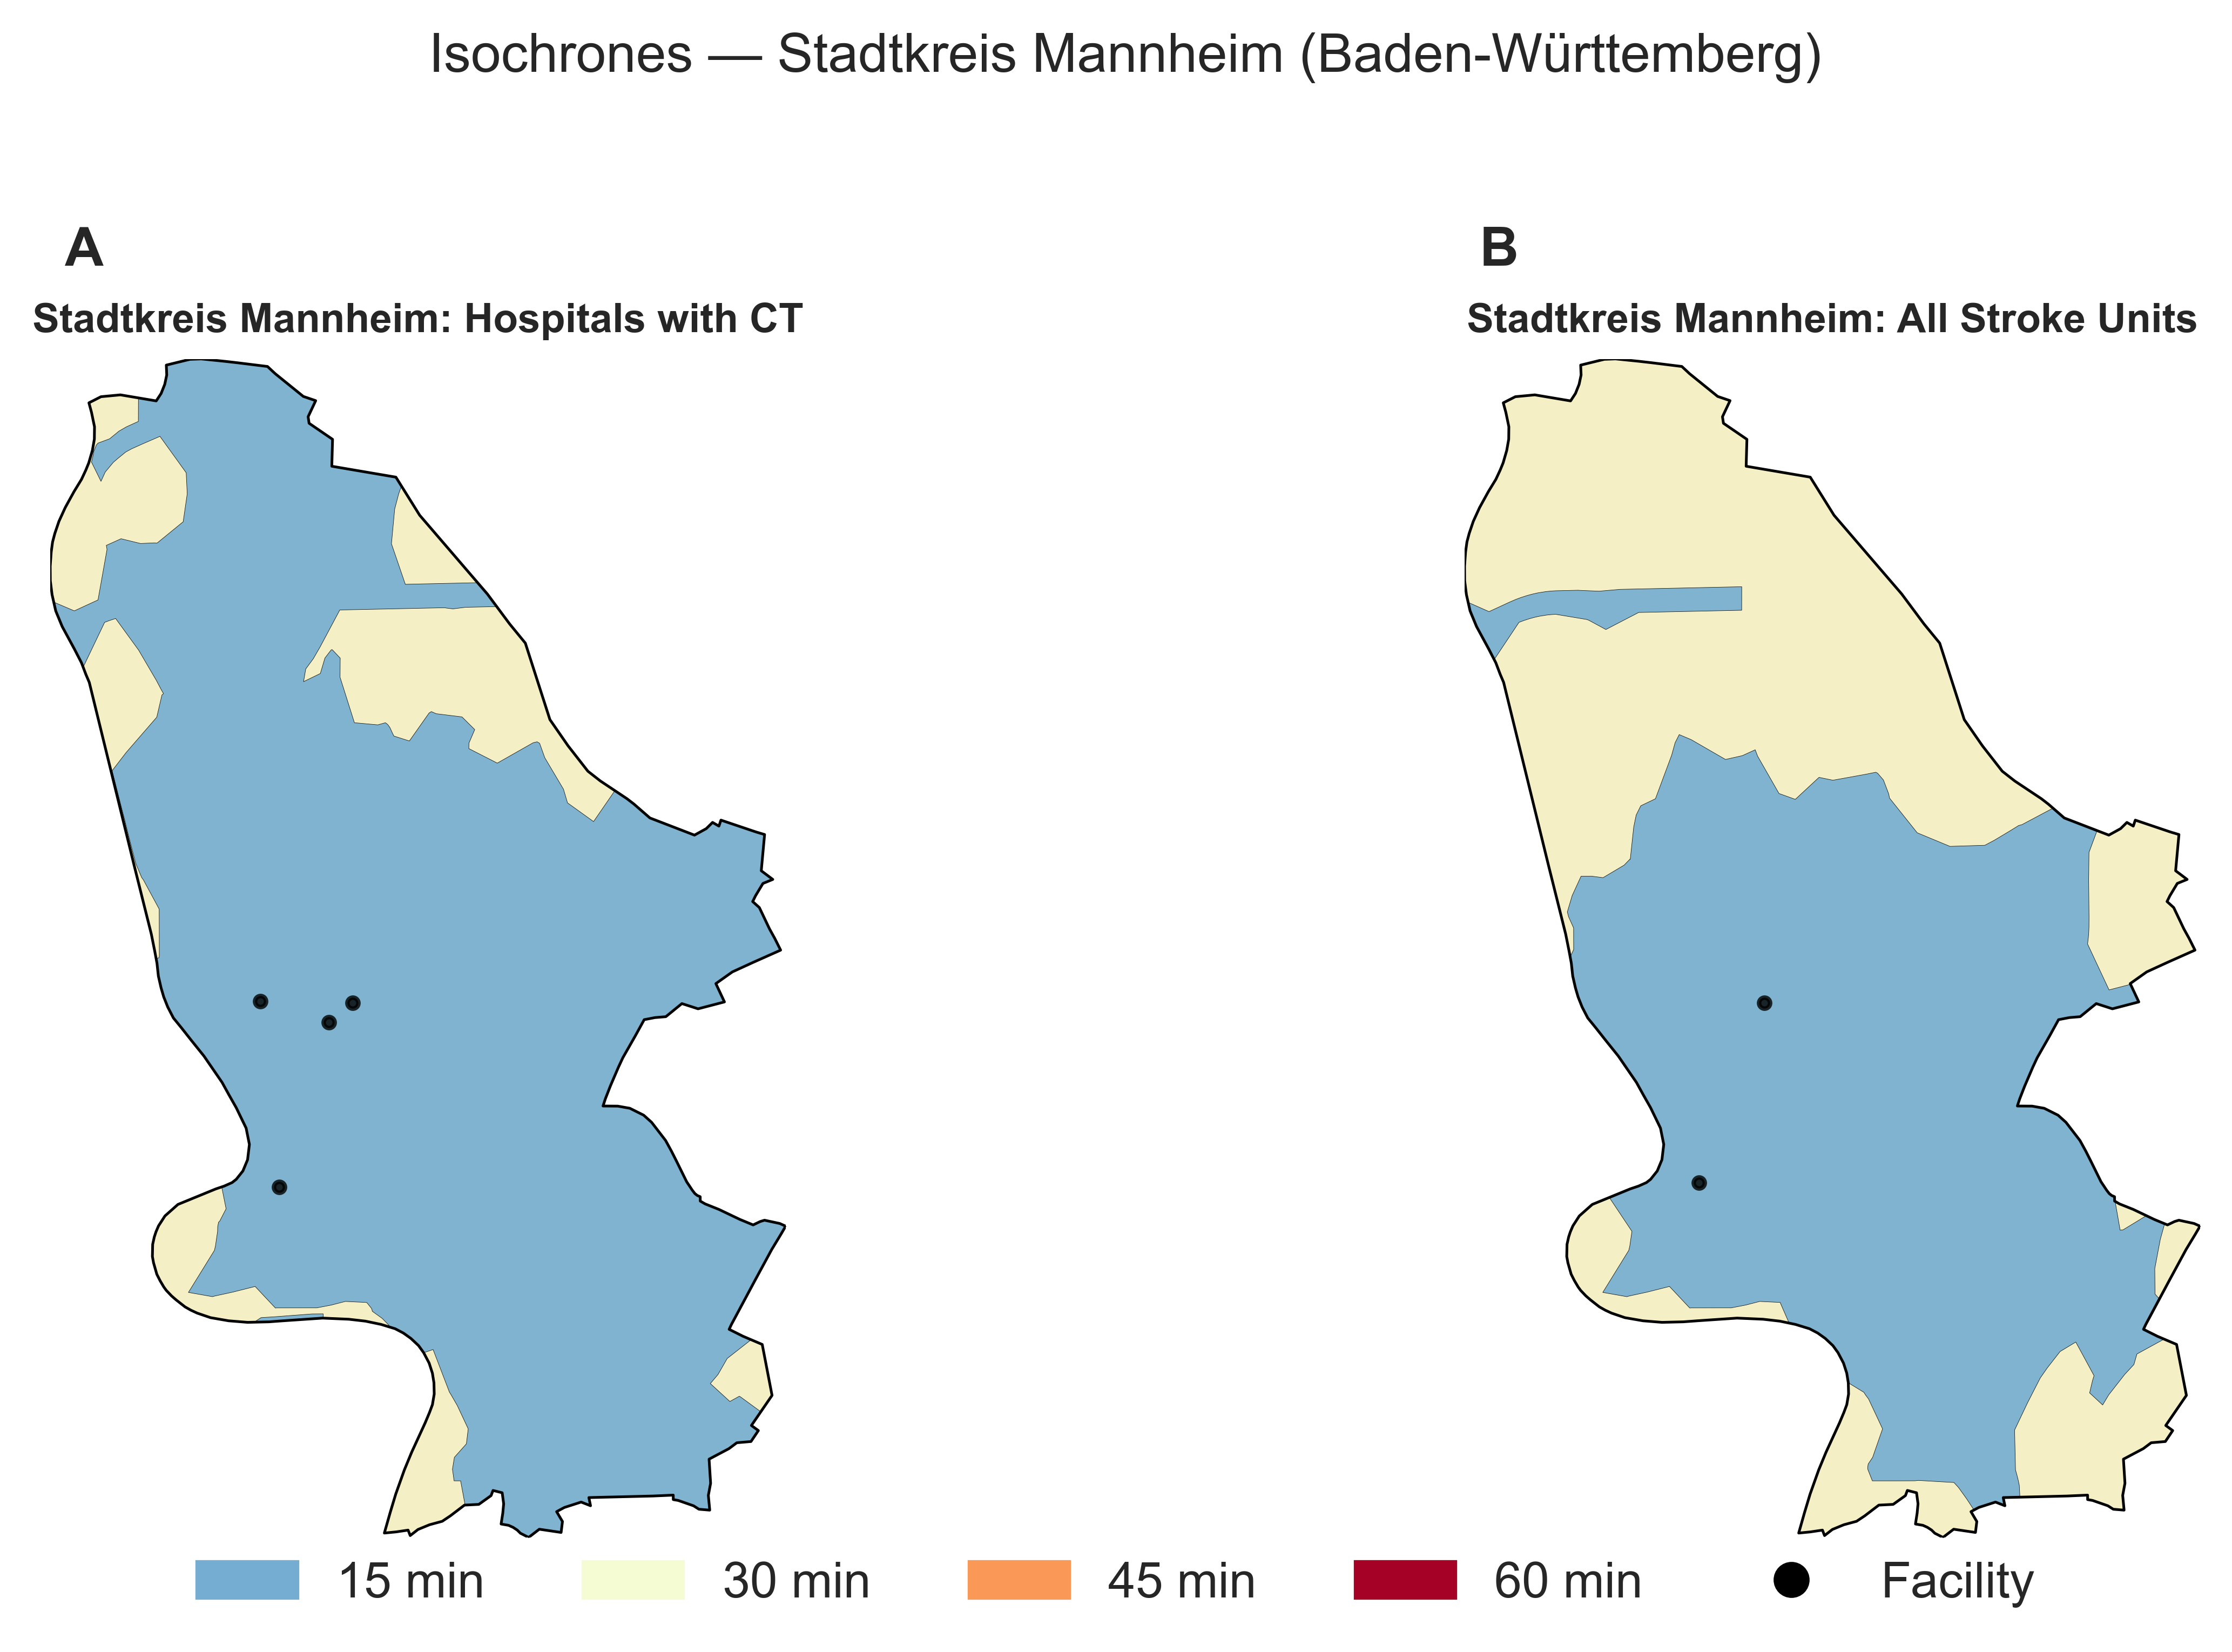 Isochrones — Stadtkreis Mannheim (Baden-Württemberg)
A
Stadtkreis Mannheim: Hospitals with CT
B
Stadtkreis Mannheim: All Stroke Units
15 min
30 min
45 min
60 min
Facility